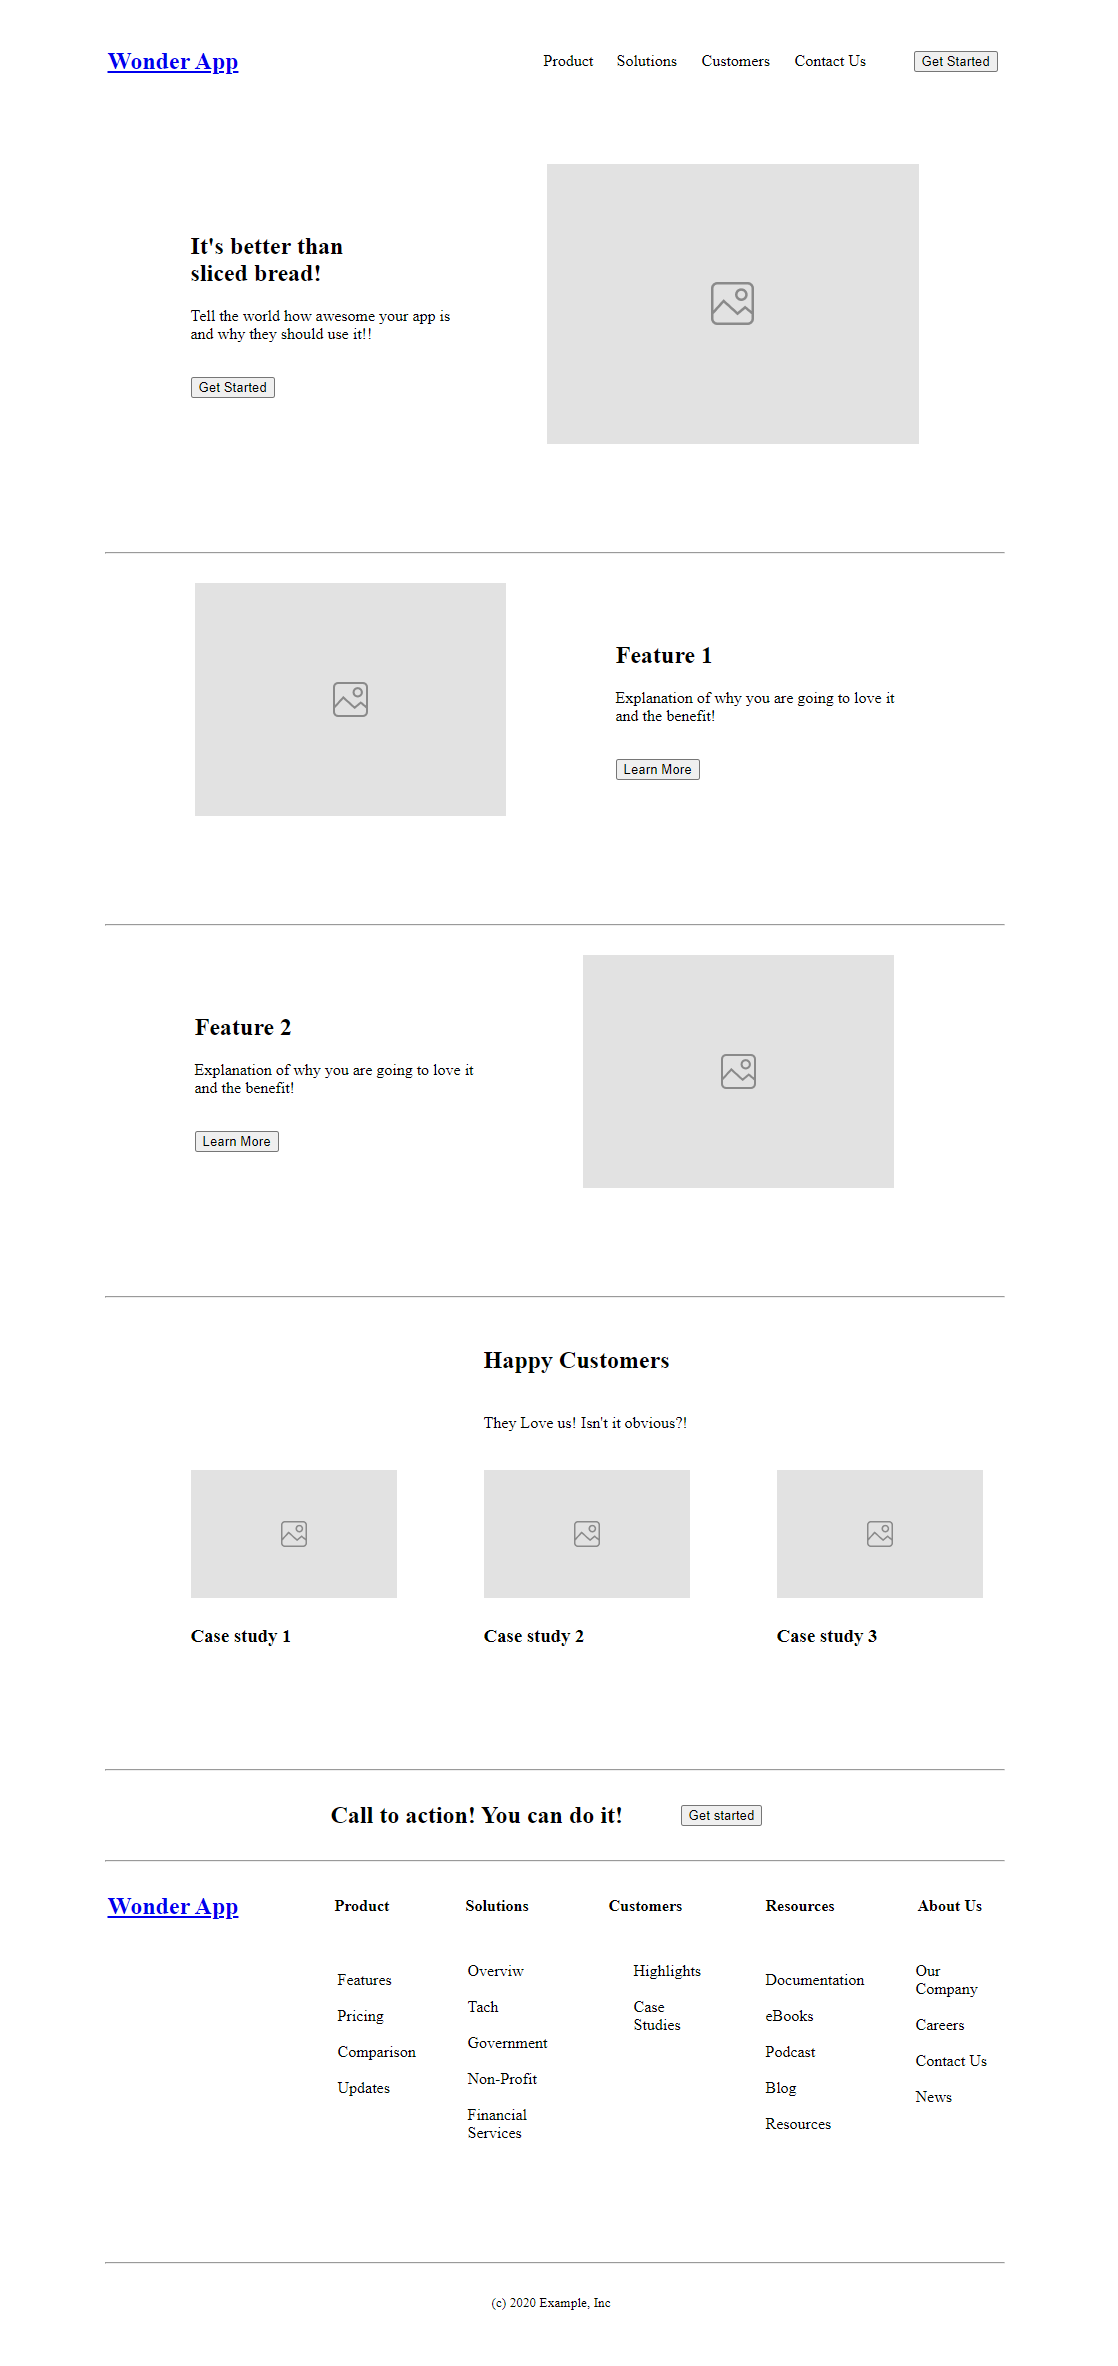 Wonder App
Product Solutions Customers Contact Us Get Started
It's better than
sliced bread!
Tell the world how awesome your app is
and why they should use it!!
Get Started
Feature 1
Explanation of why you are going to love it
and the benefit!
Learn More
Feature 2
Explanation of why you are going to love it
and the benefit!
Learn More
Happy Customers
They Love us! Isn't it obvious?!
Case study 1
Case study 2
Case study 3
Call to action! You can do it!
Get started
Wonder App
Product
Features
Pricing
Comparison
Updates
Solutions
Overviw
Tach
Government
Non-Profit
Financial
Services
Customers
Highlights
Case
Studies
Resources
Documentation
eBooks
Podcast
Blog
Resources
About Us
Our
Company
Careers
Contact Us
News
(c) 2020 Example, Inc